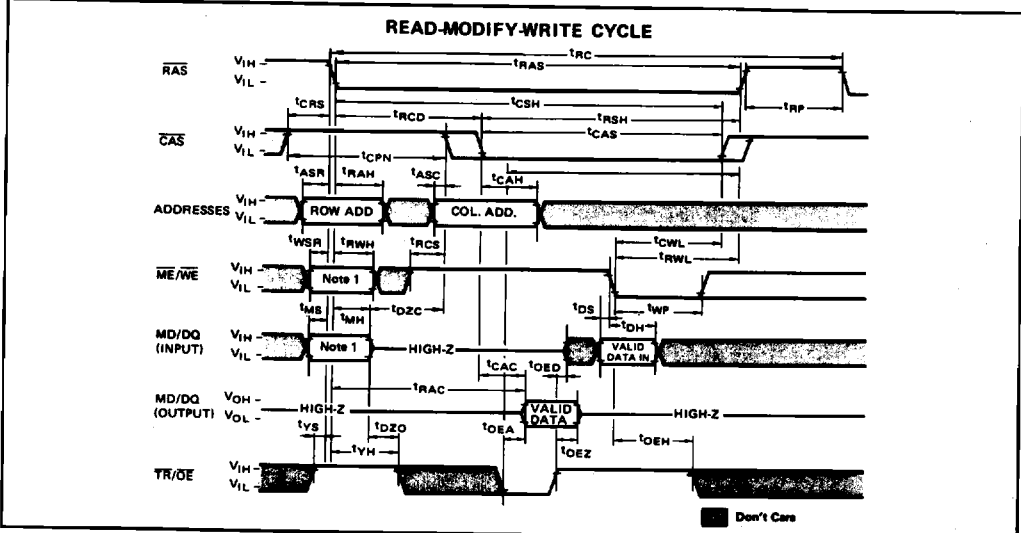 READ-MODIFY-WRITE CYCLE
tRC
RAS VIH VIL tRAS
tCRS tCSH tRP
tRCD tRSH
CAS VIH VIL tCAS
tCPN
tASR tRAH tASC tCAH
ADDRESSES VIH VIL ROW ADD COL. ADD.
tWSR tRWH tRCS tCWL
tRWL
ME/WE VIH VIL Note 1
tMS tMH tDZC tDS tWP
tDH
MD/DQ (INPUT) VIH VIL Note 1 HIGH-Z VALID DATA IN
tCAC tOED
tRAC
MD/DQ (OUTPUT) VOH VOL HIGH-Z VALID DATA HIGH-Z
tYS tDZO tOEA tOEH
tYH tOEZ
TR/OE VIH VIL
Don't Care